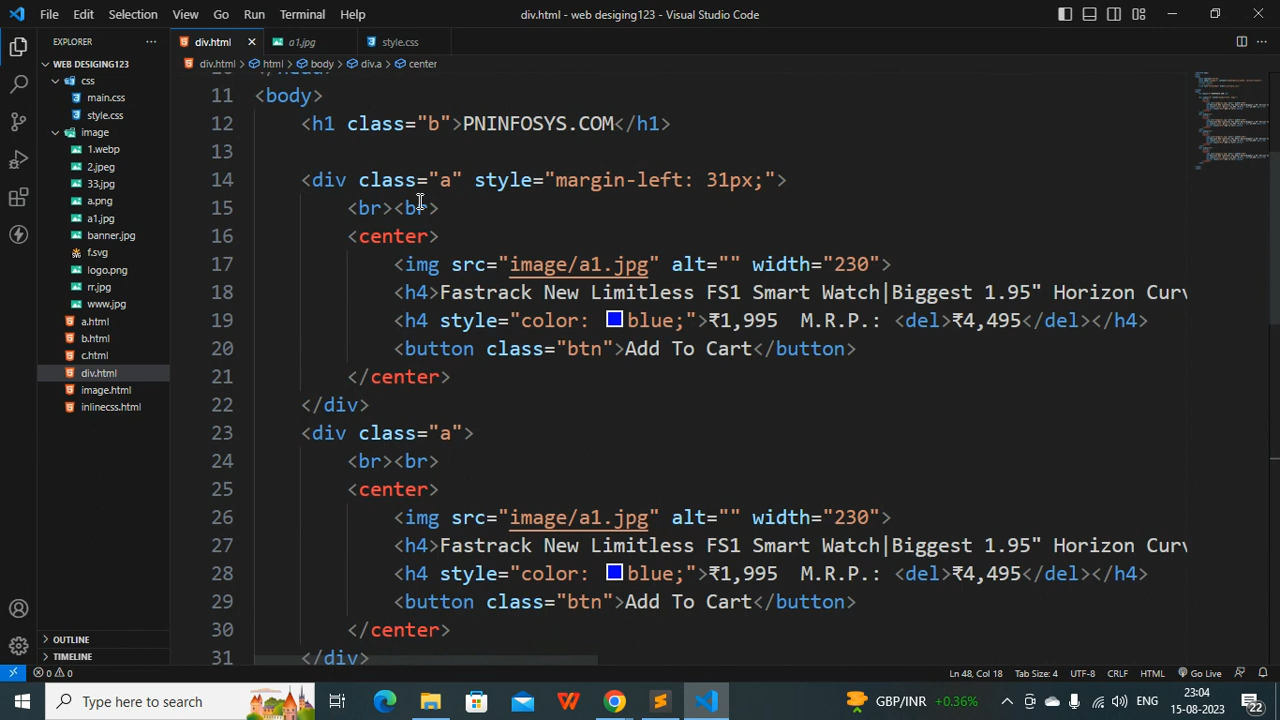 File Edit Selection View Go Run Terminal Help div.html - web desiging123 - Visual Studio Code
EXPLORER ... div.html a1.jpg style.css
WEB DESIGING123
css
main.css
style.css
image
1.webp
2.jpeg
33.jpg
a.png
a1.jpg
banner.jpg
f.svg
logo.png
rr.jpg
www.jpg
a.html
b.html
c.html
div.html
image.html
inlinecss.html
OUTLINE
TIMELINE
div.html > html > body > div.a > center
11 <body>
12 <h1 class="b">PNINFOSYS.COM</h1>
13
14 <div class="a" style="margin-left: 31px;">
15 <br><br>
16 <center>
17 <img src="image/a1.jpg" alt="" width="230">
18 <h4>Fastrack New Limitless FS1 Smart Watch|Biggest 1.95" Horizon Curv
19 <h4 style="color: blue;">₹1,995 M.R.P.: <del>₹4,495</del></h4>
20 <button class="btn">Add To Cart</button>
21 </center>
22 </div>
23 <div class="a">
24 <br><br>
25 <center>
26 <img src="image/a1.jpg" alt="" width="230">
27 <h4>Fastrack New Limitless FS1 Smart Watch|Biggest 1.95" Horizon Curv
28 <h4 style="color: blue;">₹1,995 M.R.P.: <del>₹4,495</del></h4>
29 <button class="btn">Add To Cart</button>
30 </center>
31 </div>
0 0 Ln 48, Col 18 Tab Size: 4 UTF-8 CRLF HTML Go Live
Type here to search GBP/INR +0.36% ENG 23:04 15-08-2023 22